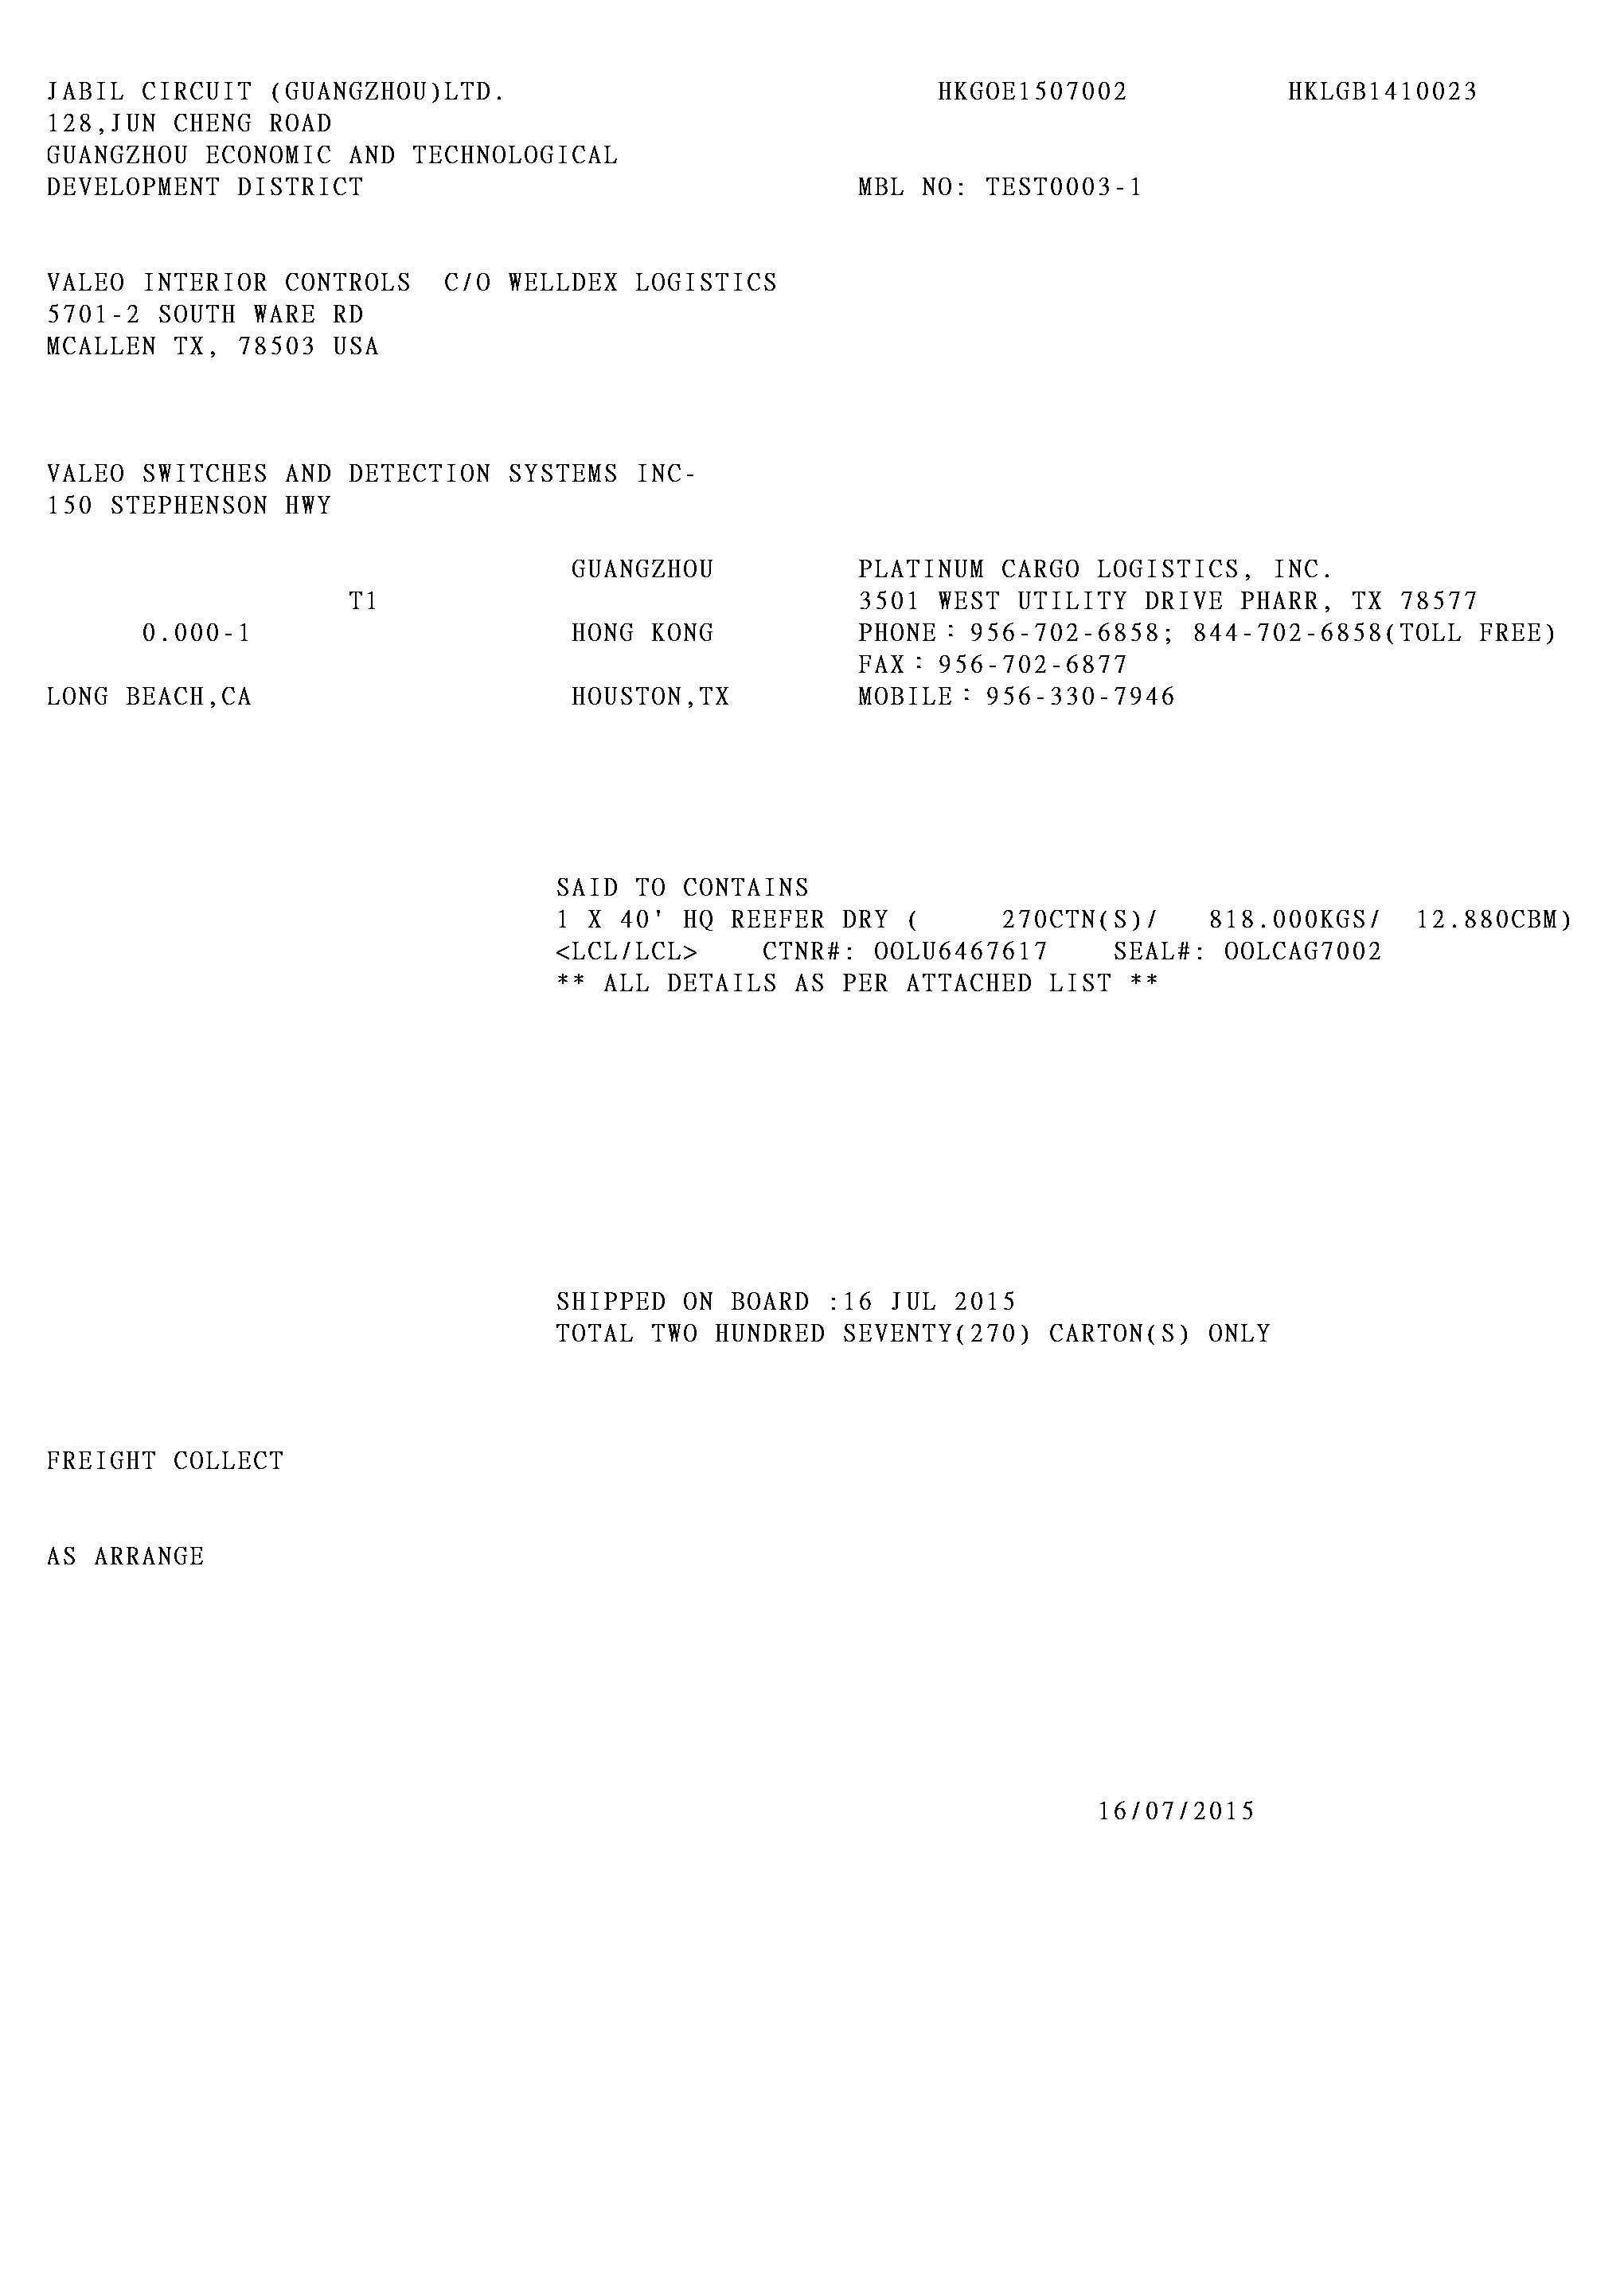 JABIL CIRCUIT (GUANGZHOU)LTD. HKGOE1507002 HKLGB1410023
128,JUN CHENG ROAD
GUANGZHOU ECONOMIC AND TECHNOLOGICAL
DEVELOPMENT DISTRICT MBL NO: TEST0003-1
VALEO INTERIOR CONTROLS C/O WELLDEX LOGISTICS
5701-2 SOUTH WARE RD
MCALLEN TX, 78503 USA
VALEO SWITCHES AND DETECTION SYSTEMS INC-
150 STEPHENSON HWY
GUANGZHOU PLATINUM CARGO LOGISTICS, INC.
T1 3501 WEST UTILITY DRIVE PHARR, TX 78577
0.000-1 HONG KONG PHONE：956-702-6858; 844-702-6858(TOLL FREE)
FAX：956-702-6877
LONG BEACH,CA HOUSTON,TX MOBILE：956-330-7946
SAID TO CONTAINS
1 X 40' HQ REEFER DRY ( 270CTN(S)/ 818.000KGS/ 12.880CBM)
<LCL/LCL> CTNR#: OOLU6467617 SEAL#: OOLCAG7002
** ALL DETAILS AS PER ATTACHED LIST **
SHIPPED ON BOARD :16 JUL 2015
TOTAL TWO HUNDRED SEVENTY(270) CARTON(S) ONLY
FREIGHT COLLECT
AS ARRANGE
16/07/2015